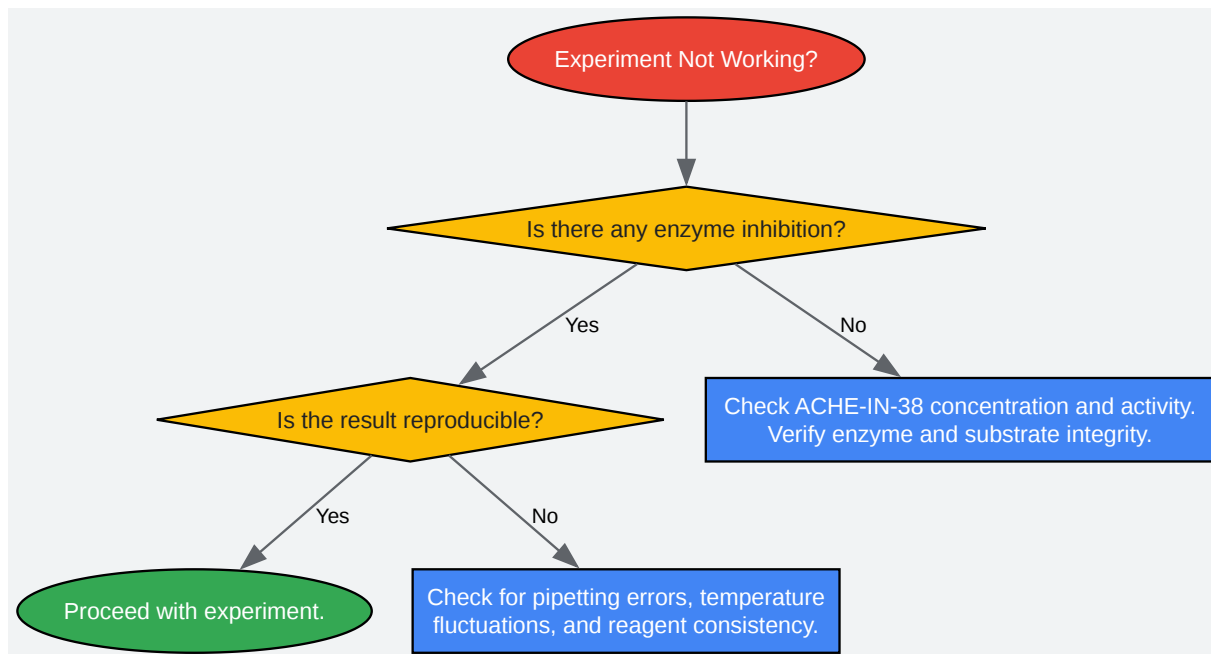 Experiment Not Working?
Is there any enzyme inhibition?
Yes
No
Is the result reproducible?
Check ACHE-IN-38 concentration and activity.
Verify enzyme and substrate integrity.
Yes
No
Proceed with experiment.
Check for pipetting errors, temperature
fluctuations, and reagent consistency.